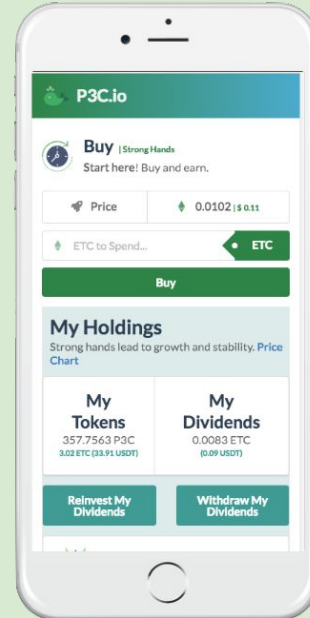 P3C.io
Buy | Strong Hands
Start here! Buy and earn.
Price
0.0102 | $ 0.11
ETC to Spend...
ETC
Buy
My Holdings
Strong hands lead to growth and stability. Price
Chart
My
Tokens
357.7563 P3C
3.02 ETC (33.91 USDT)
My
Dividends
0.0083 ETC
(0.09 USDT)
Reinvest My
Dividends
Withdraw My
Dividends